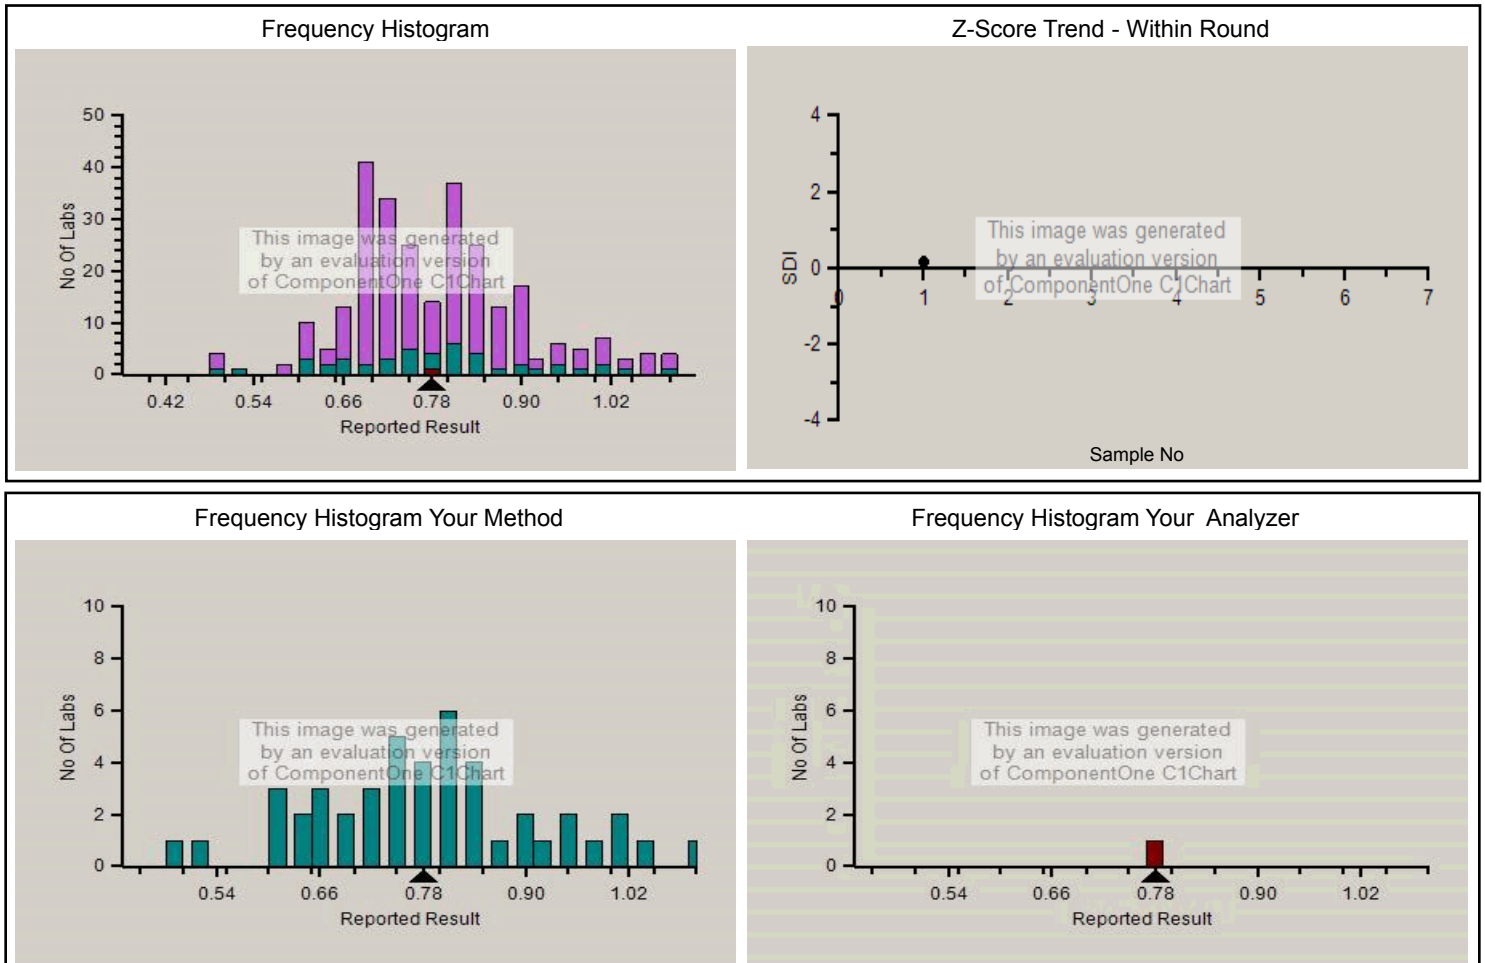 Frequency Histogram
50
40
30
20
10
0
No Of Labs
This image was generated
by an evaluation version
of ComponentOne C1Chart
0.42 0.54 0.66 0.78 0.90 1.02
Reported Result
Z-Score Trend - Within Round
4
2
0
-2
-4
SDI
This image was generated
by an evaluation version
of ComponentOne C1Chart
0 1 2 3 4 5 6 7
Sample No
Frequency Histogram Your Method
10
8
6
4
2
0
No Of Labs
This image was generated
by an evaluation version
of ComponentOne C1Chart
0.54 0.66 0.78 0.90 1.02
Reported Result
Frequency Histogram Your Analyzer
10
8
6
4
2
0
No Of Labs
This image was generated
by an evaluation version
of ComponentOne C1Chart
0.54 0.66 0.78 0.90 1.02
Reported Result